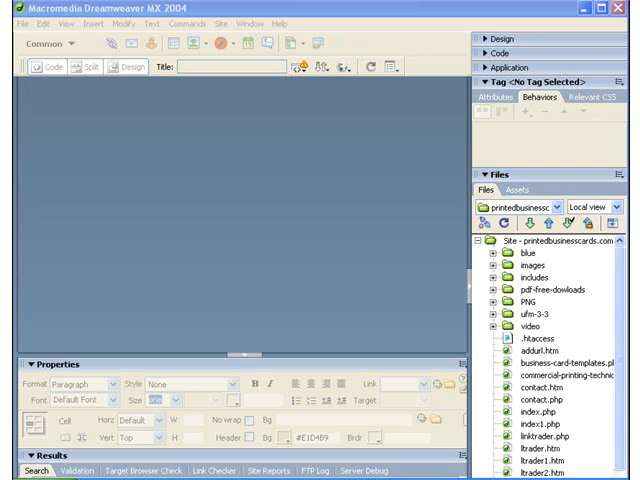 Macromedia Dreamweaver MX 2004
File Edit View Insert Modify Text Commands Site Window Help
Common
Code Split Design Title:
Design
Code
Application
Tag <No Tag Selected>
Attributes Behaviors Relevant CSS
Files
Files Assets
printedbusinessc Local view
Site - printedbusinesscards.com
blue
images
includes
pdf-free-dowloads
PNG
ufm-3-3
video
.htaccess
addurl.htm
business-card-templates.pl
commercial-printing-technic
contact.htm
contact.php
index.php
index1.php
linktrader.php
ltrader.htm
ltrader1.htm
ltrader2.htm
Properties
Format Paragraph Style None B I Link
Font Default Font Size None Target
Cell Horz Default W No wrap Bg
Vert Top H Header Bg #E1D4B9 Brdr
Results
Search Validation Target Browser Check Link Checker Site Reports FTP Log Server Debug